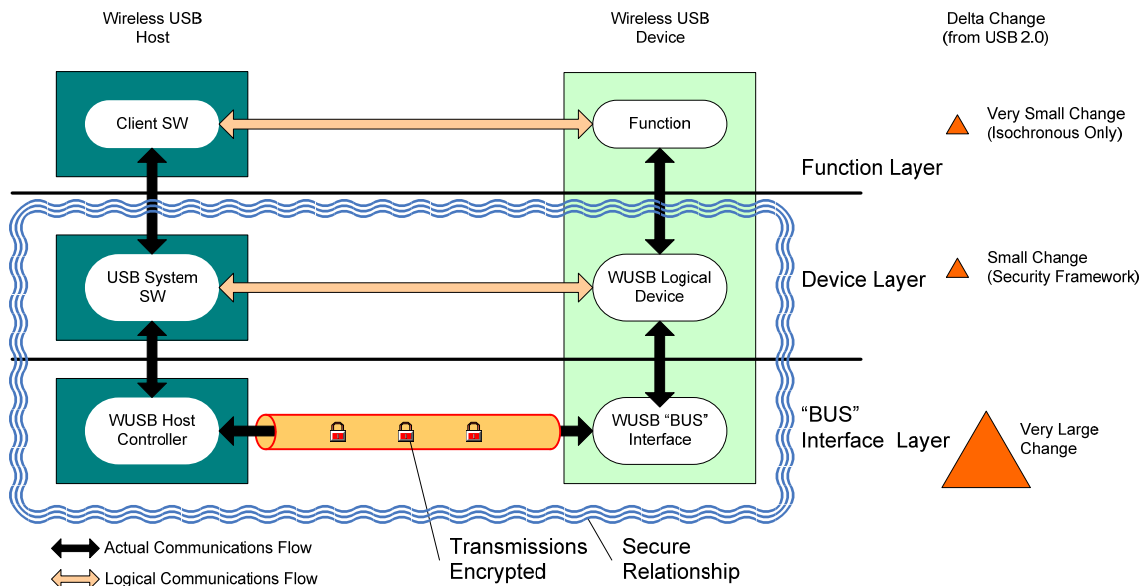 Wireless USB
Host
Wireless USB
Device
Delta Change
(from USB 2.0)
Client SW
Function
Very Small Change
(Isochronous Only)
Function Layer
USB System
SW
WUSB Logical
Device
Device Layer
Small Change
(Security Framework)
WUSB Host
Controller
WUSB “BUS”
Interface
“BUS”
Interface Layer
Very Large
Change
Actual Communications Flow
Logical Communications Flow
Transmissions
Encrypted
Secure
Relationship